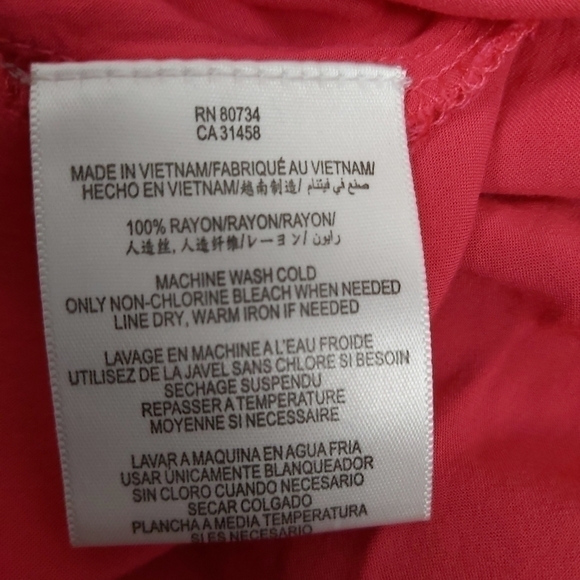 RN 80734
CA 31458
MADE IN VIETNAM/FABRIQUÉ AU VIETNAM/
HECHO EN VIETNAM/越南制造/ صنع في فيتنام
100% RAYON/RAYON/RAYON/
人造丝, 人造纤维/レーヨン/ رايون
MACHINE WASH COLD
ONLY NON-CHLORINE BLEACH WHEN NEEDED
LINE DRY, WARM IRON IF NEEDED
LAVAGE EN MACHINE A L'EAU FROIDE
UTILISEZ DE LA JAVEL SANS CHLORE SI BESOIN
SECHAGE SUSPENDU
REPASSER A TEMPERATURE
MOYENNE SI NECESSAIRE
LAVAR A MAQUINA EN AGUA FRIA
USAR ÚNICAMENTE BLANQUEADOR
SIN CLORO CUANDO NECESARIO
SECAR COLGADO
PLANCHA A MEDIA TEMPERATURA
SI ES NECESARIO